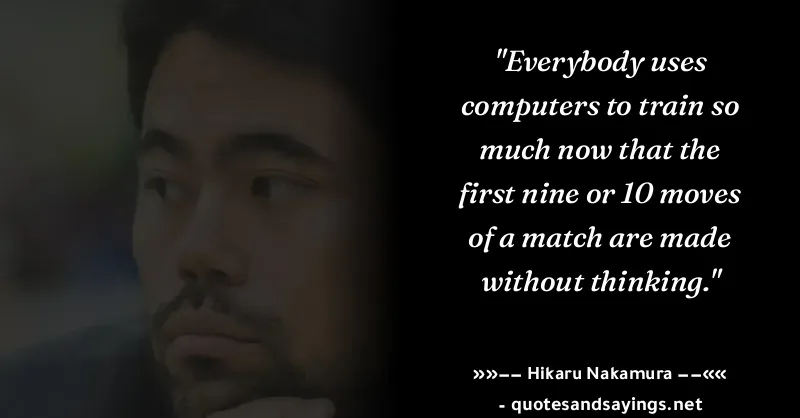 "Everybody uses
computers to train so
much now that the
first nine or 10 moves
of a match are made
without thinking."
»»–– Hikaru Nakamura ––««
- quotesandsayings.net